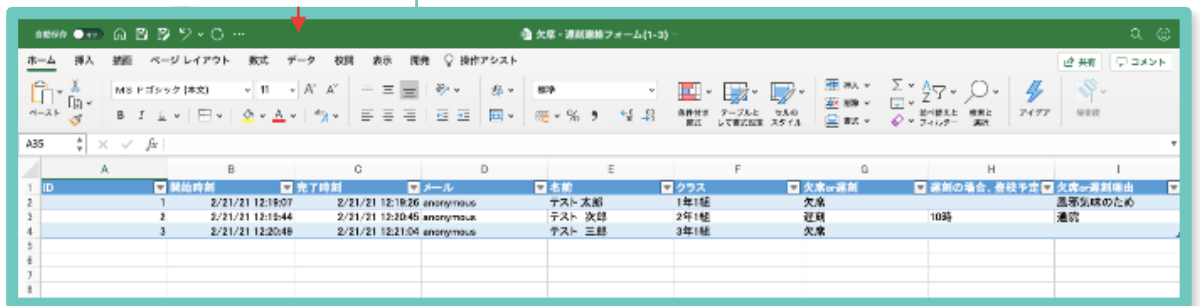 自動保存 オフ 欠席・遅刻連絡フォーム(1-3)
ホーム 挿入 描画 ページ レイアウト 数式 データ 校閲 表示 開発 操作アシスト 共有 コメント
ペースト MS Pゴシック (本文) 11 A A 標準 条件付き書式 テーブルとして書式設定 セルのスタイル 挿入 削除 書式 並べ替えとフィルター 検索と選択 アイデア 秘密度
B I U A % 9
A35 fx
A B C D E F G H I
1 ID 開始時刻 完了時刻 メール 名前 クラス 欠席or遅刻 遅刻の場合、登校予定 欠席or遅刻理由
2 1 2/21/21 12:19:07 2/21/21 12:19:26 anonymous テスト 太郎 1年1組 欠席 風邪気味のため
3 2 2/21/21 12:19:44 2/21/21 12:20:45 anonymous テスト 次郎 2年1組 遅刻 10時 通院
4 3 2/21/21 12:20:49 2/21/21 12:21:04 anonymous テスト 三郎 3年1組 欠席
5
6
7
8